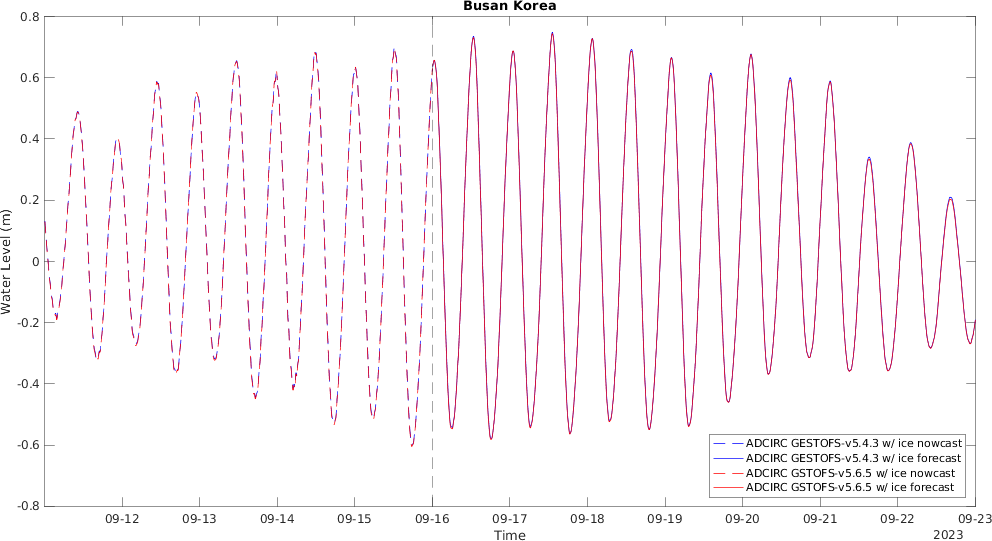 Busan Korea
0.8
0.6
0.4
0.2
0
-0.2
-0.4
-0.6
-0.8
Water Level (m)
09-12 09-13 09-14 09-15 09-16 09-17 09-18 09-19 09-20 09-21 09-22 09-23
Time
2023
ADCIRC GESTOFS-v5.4.3 w/ ice nowcast
ADCIRC GESTOFS-v5.4.3 w/ ice forecast
ADCIRC GSTOFS-v5.6.5 w/ ice nowcast
ADCIRC GSTOFS-v5.6.5 w/ ice forecast